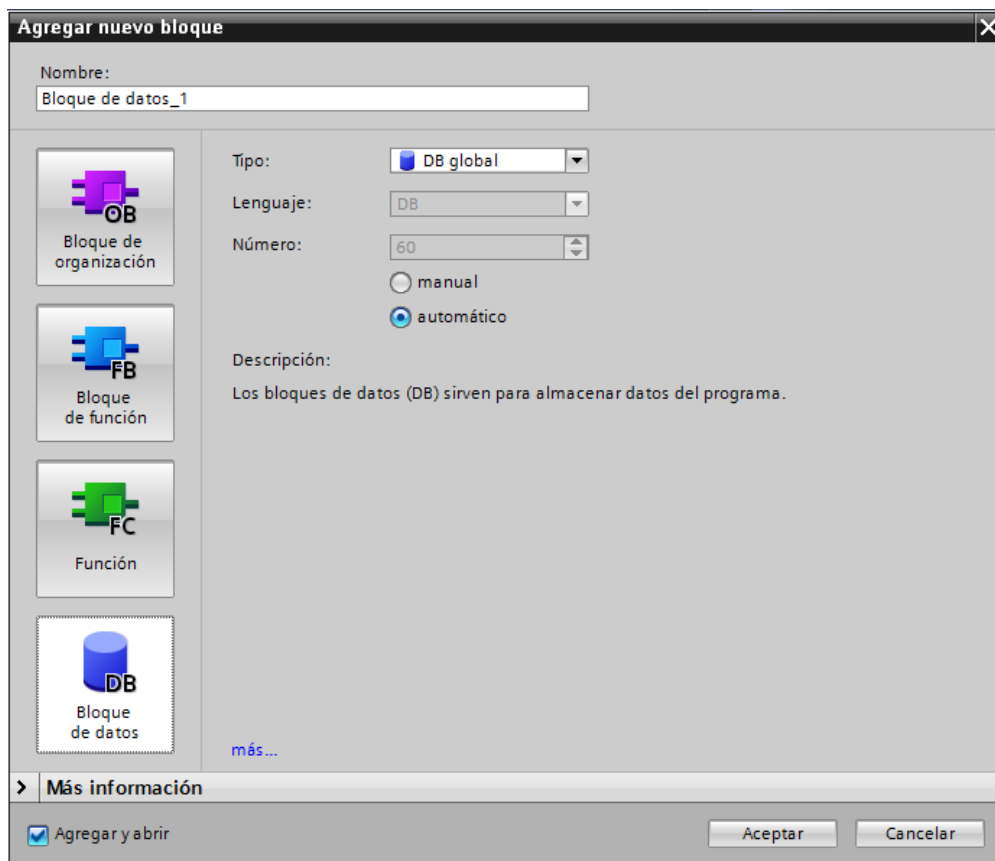 Agregar nuevo bloque
Nombre:
Bloque de datos_1
OB
Bloque de
organización
FB
Bloque
de función
FC
Función
DB
Bloque
de datos
Tipo:
DB global
Lenguaje:
DB
Número:
60
manual
automático
Descripción:
Los bloques de datos (DB) sirven para almacenar datos del programa.
más...
Más información
Agregar y abrir
Aceptar
Cancelar